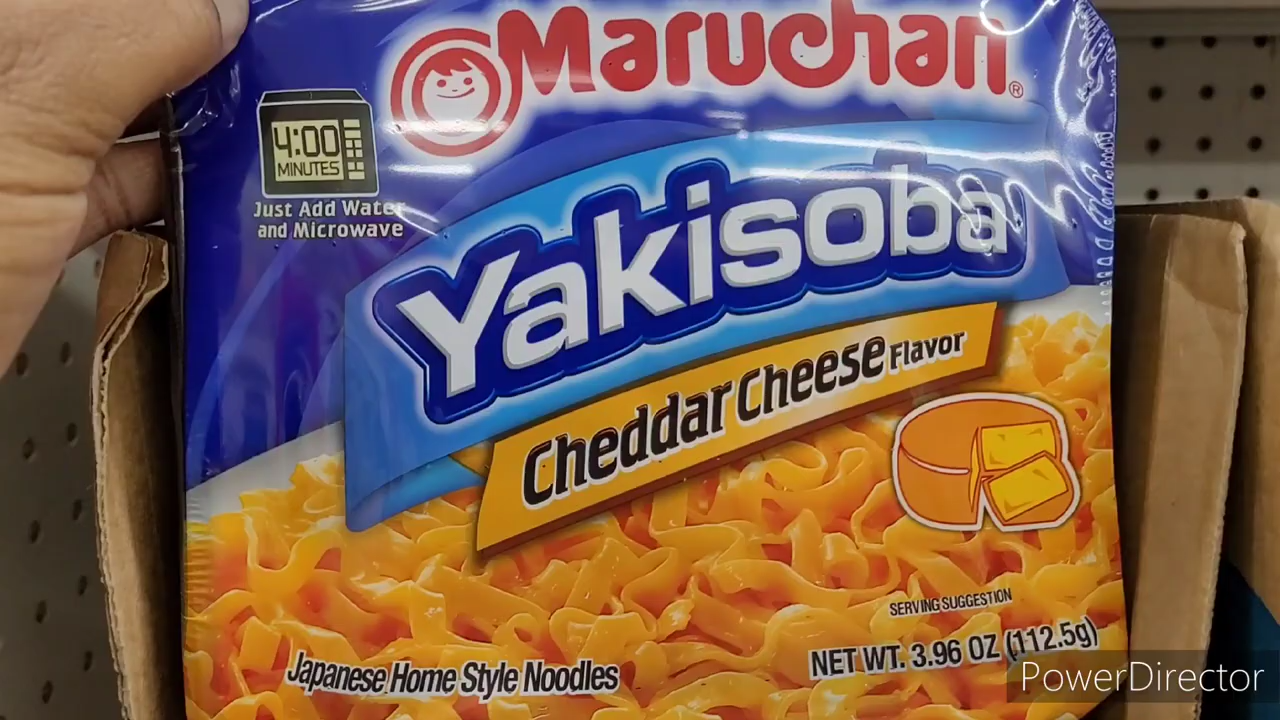 Maruchan®
4:00
MINUTES
Just Add Water
and Microwave
Yakisoba
Cheddar Cheese Flavor
SERVING SUGGESTION
NET WT. 3.96 OZ (112.5g)
Japanese Home Style Noodles
PowerDirector